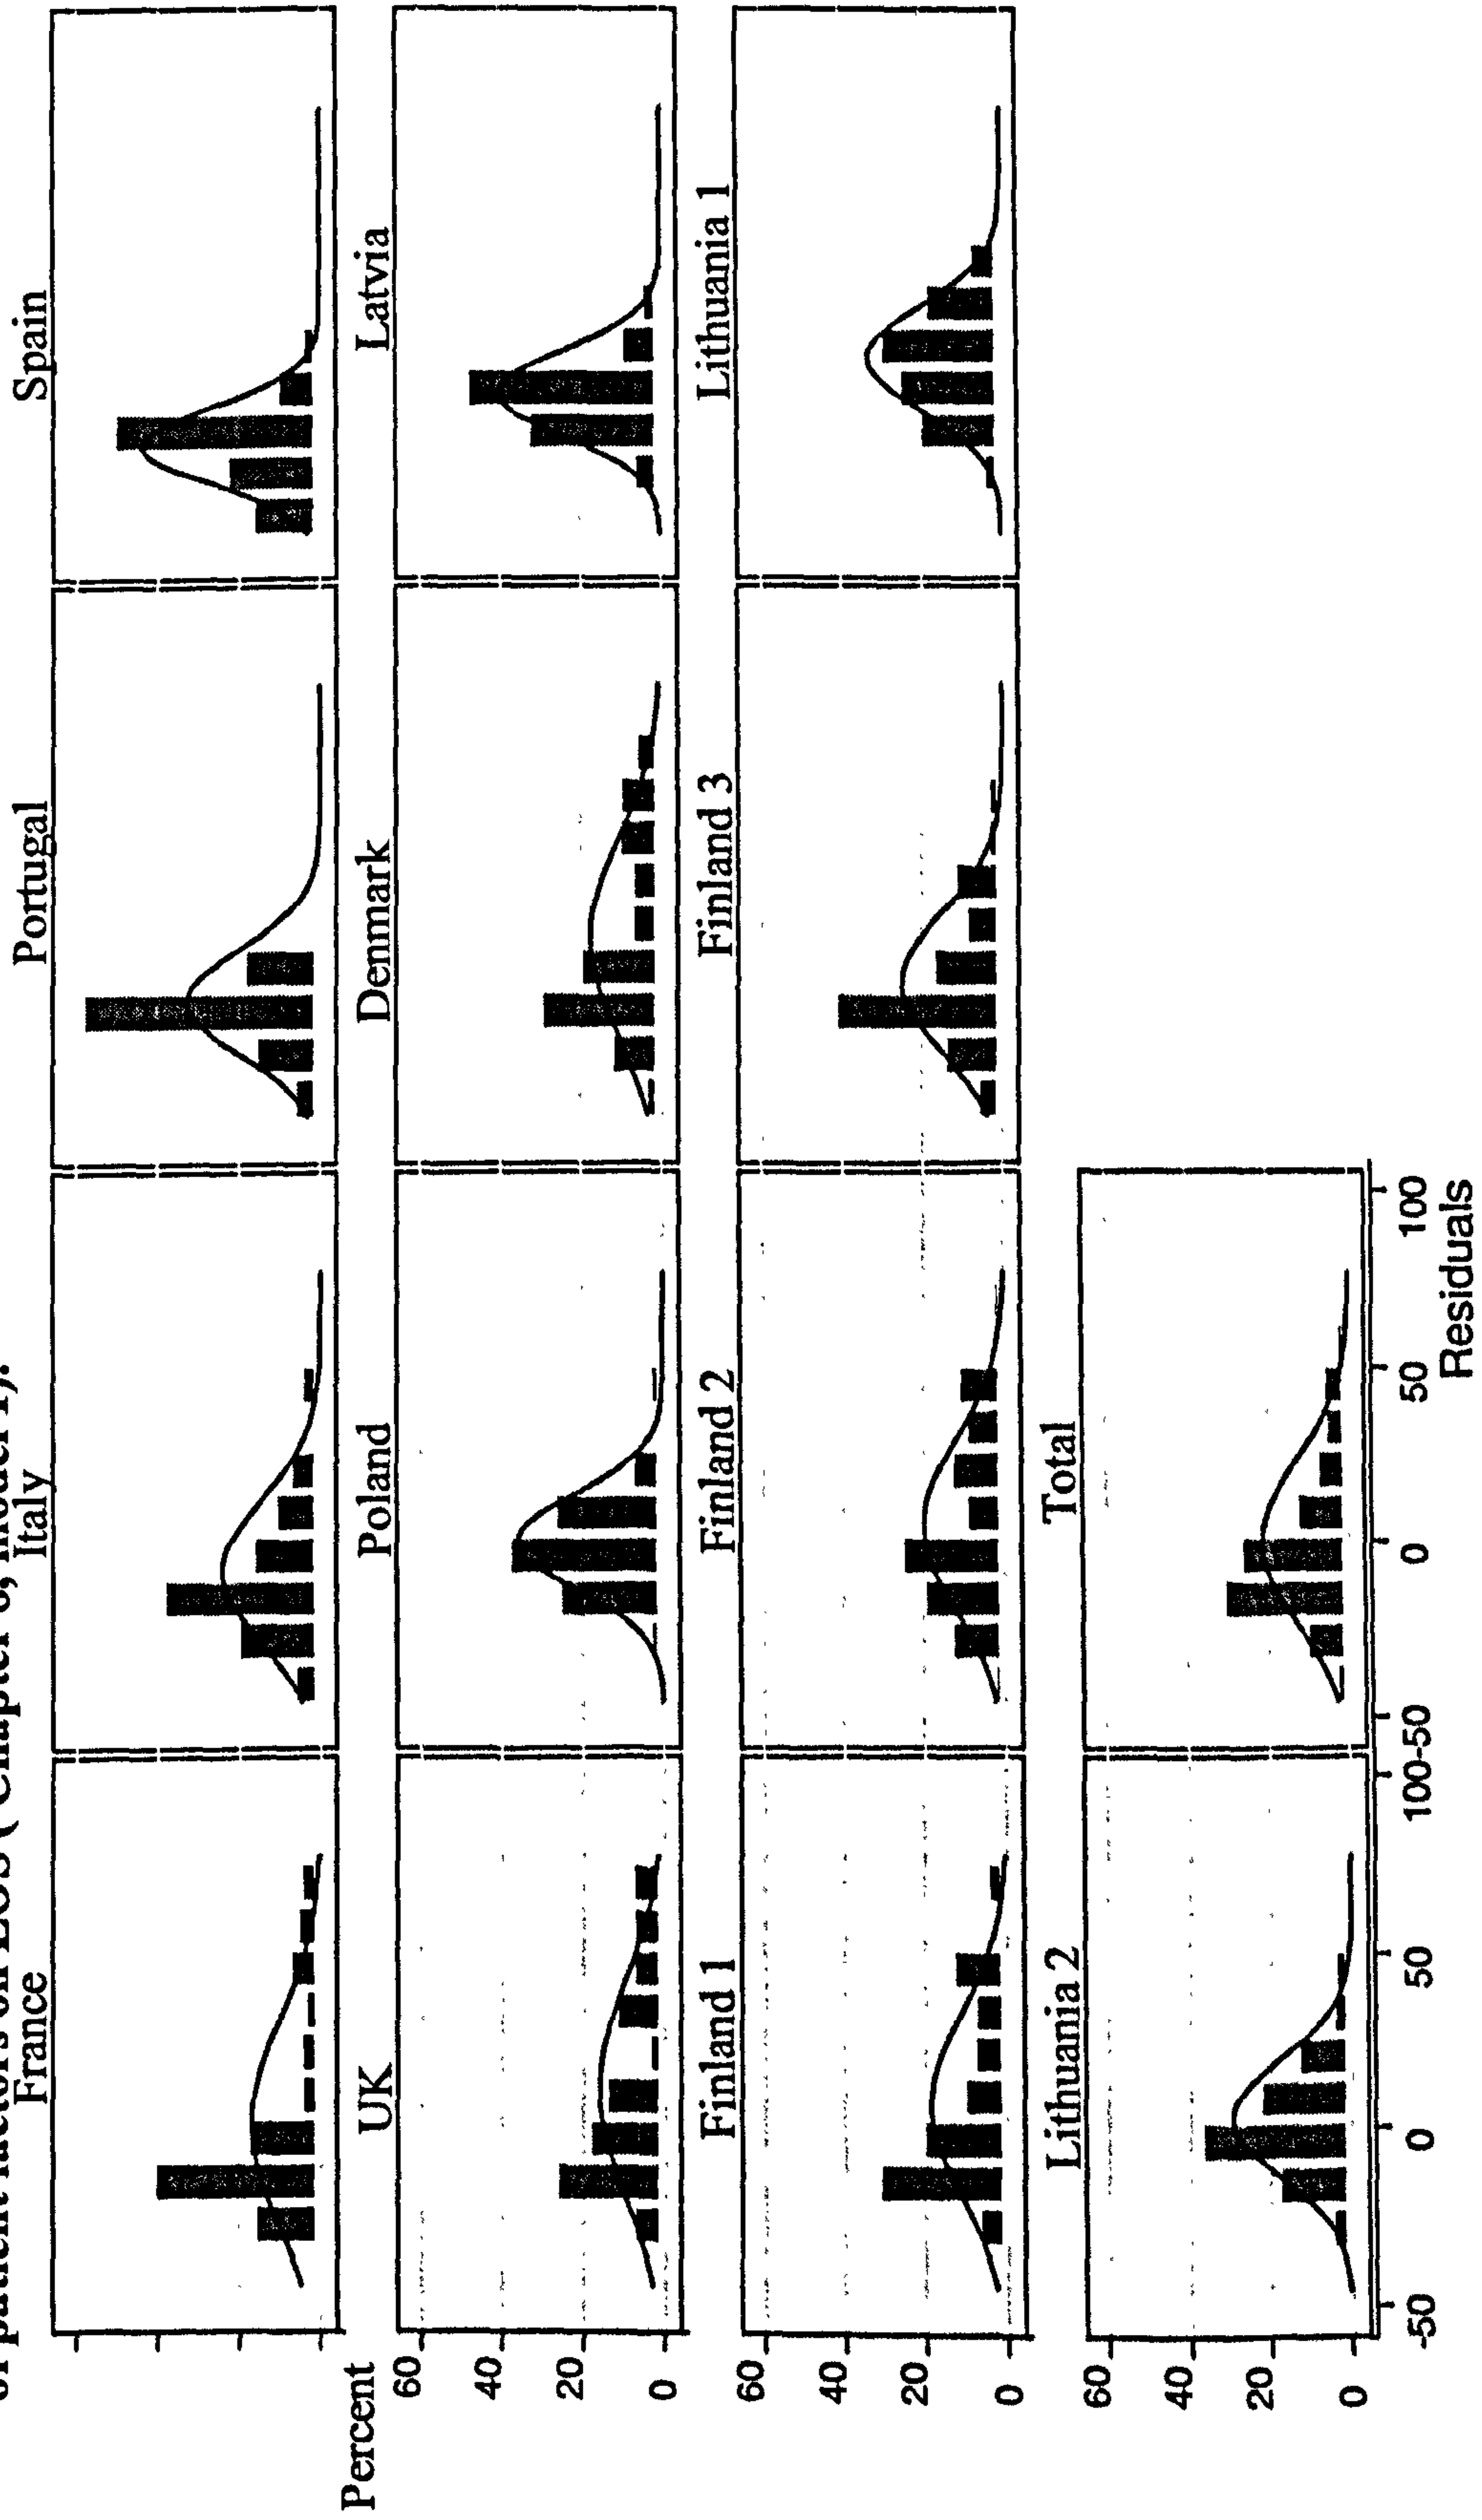 of patient factors on LOS (Chapter 6, model 1).
France Italy Portugal Spain
Percent
UK Poland Denmark Latvia
60
40
20
0
Finland 1 Finland 2 Finland 3 Lithuania 1
60
40
20
0
Lithuania 2 Total
60
40
20
0
-50 0 50 100 -50 0 50 100
Residuals